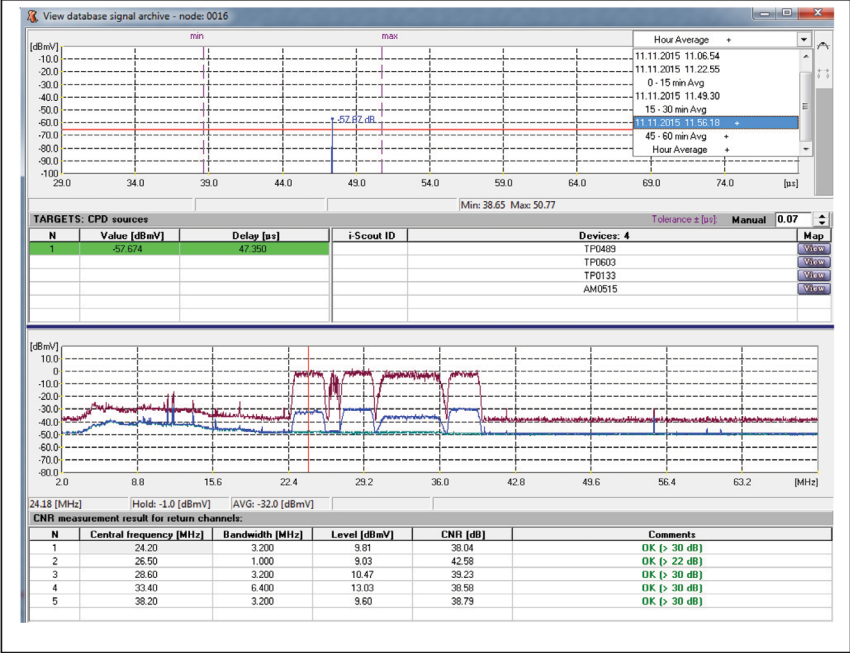 View database signal archive - node: 0016
min max
Hour Average +
[dBmV]
-10.0
-20.0
-30.0
-40.0
-50.0
-60.0
-70.0
-80.0
-90.0
-100
-57.67 dB
11.11.2015 11.06.54
11.11.2015 11.22.55
0 - 15 min Avg
11.11.2015 11.49.30
15 - 30 min Avg
11.11.2015 11.56.18 +
45 - 60 min Avg +
Hour Average +
29.0 34.0 39.0 44.0 49.0 54.0 59.0 64.0 69.0 74.0 [µs]
Min: 38.65 Max: 50.77
TARGETS: CPD sources Tolerance ± [µs]: Manual 0.07
N Value [dBmV] Delay [µs] i-Scout ID Devices: 4 Map
1 -57.674 47.350 TP0489 View
TP0603 View
TP0133 View
AM0515 View
[dBmV]
10.0
0
-10.0
-20.0
-30.0
-40.0
-50.0
-60.0
-70.0
-80.0
2.0 8.8 15.6 22.4 29.2 36.0 42.8 49.6 56.4 63.2 [MHz]
24.18 [MHz] Hold: -1.0 [dBmV] AVG: -32.0 [dBmV]
CNR measurement result for return channels:
N Central frequency [MHz] Bandwidth [MHz] Level [dBmV] CNR [dB] Comments
1 24.20 3.200 9.81 38.04 OK (> 30 dB)
2 26.50 1.000 9.03 42.58 OK (> 22 dB)
3 28.60 3.200 10.47 39.23 OK (> 30 dB)
4 33.40 6.400 13.03 38.58 OK (> 30 dB)
5 38.20 3.200 9.60 38.79 OK (> 30 dB)